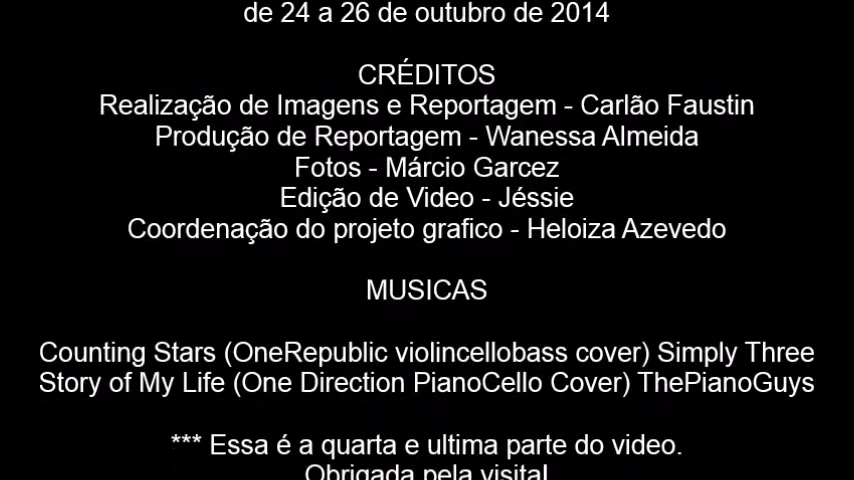 de 24 a 26 de outubro de 2014
CRÉDITOS
Realização de Imagens e Reportagem - Carlão Faustin
Produção de Reportagem - Wanessa Almeida
Fotos - Márcio Garcez
Edição de Video - Jéssie
Coordenação do projeto grafico - Heloiza Azevedo
MUSICAS
Counting Stars (OneRepublic violincellobass cover) Simply Three
Story of My Life (One Direction PianoCello Cover) ThePianoGuys
*** Essa é a quarta e ultima parte do video.
Obrigada pela visita!